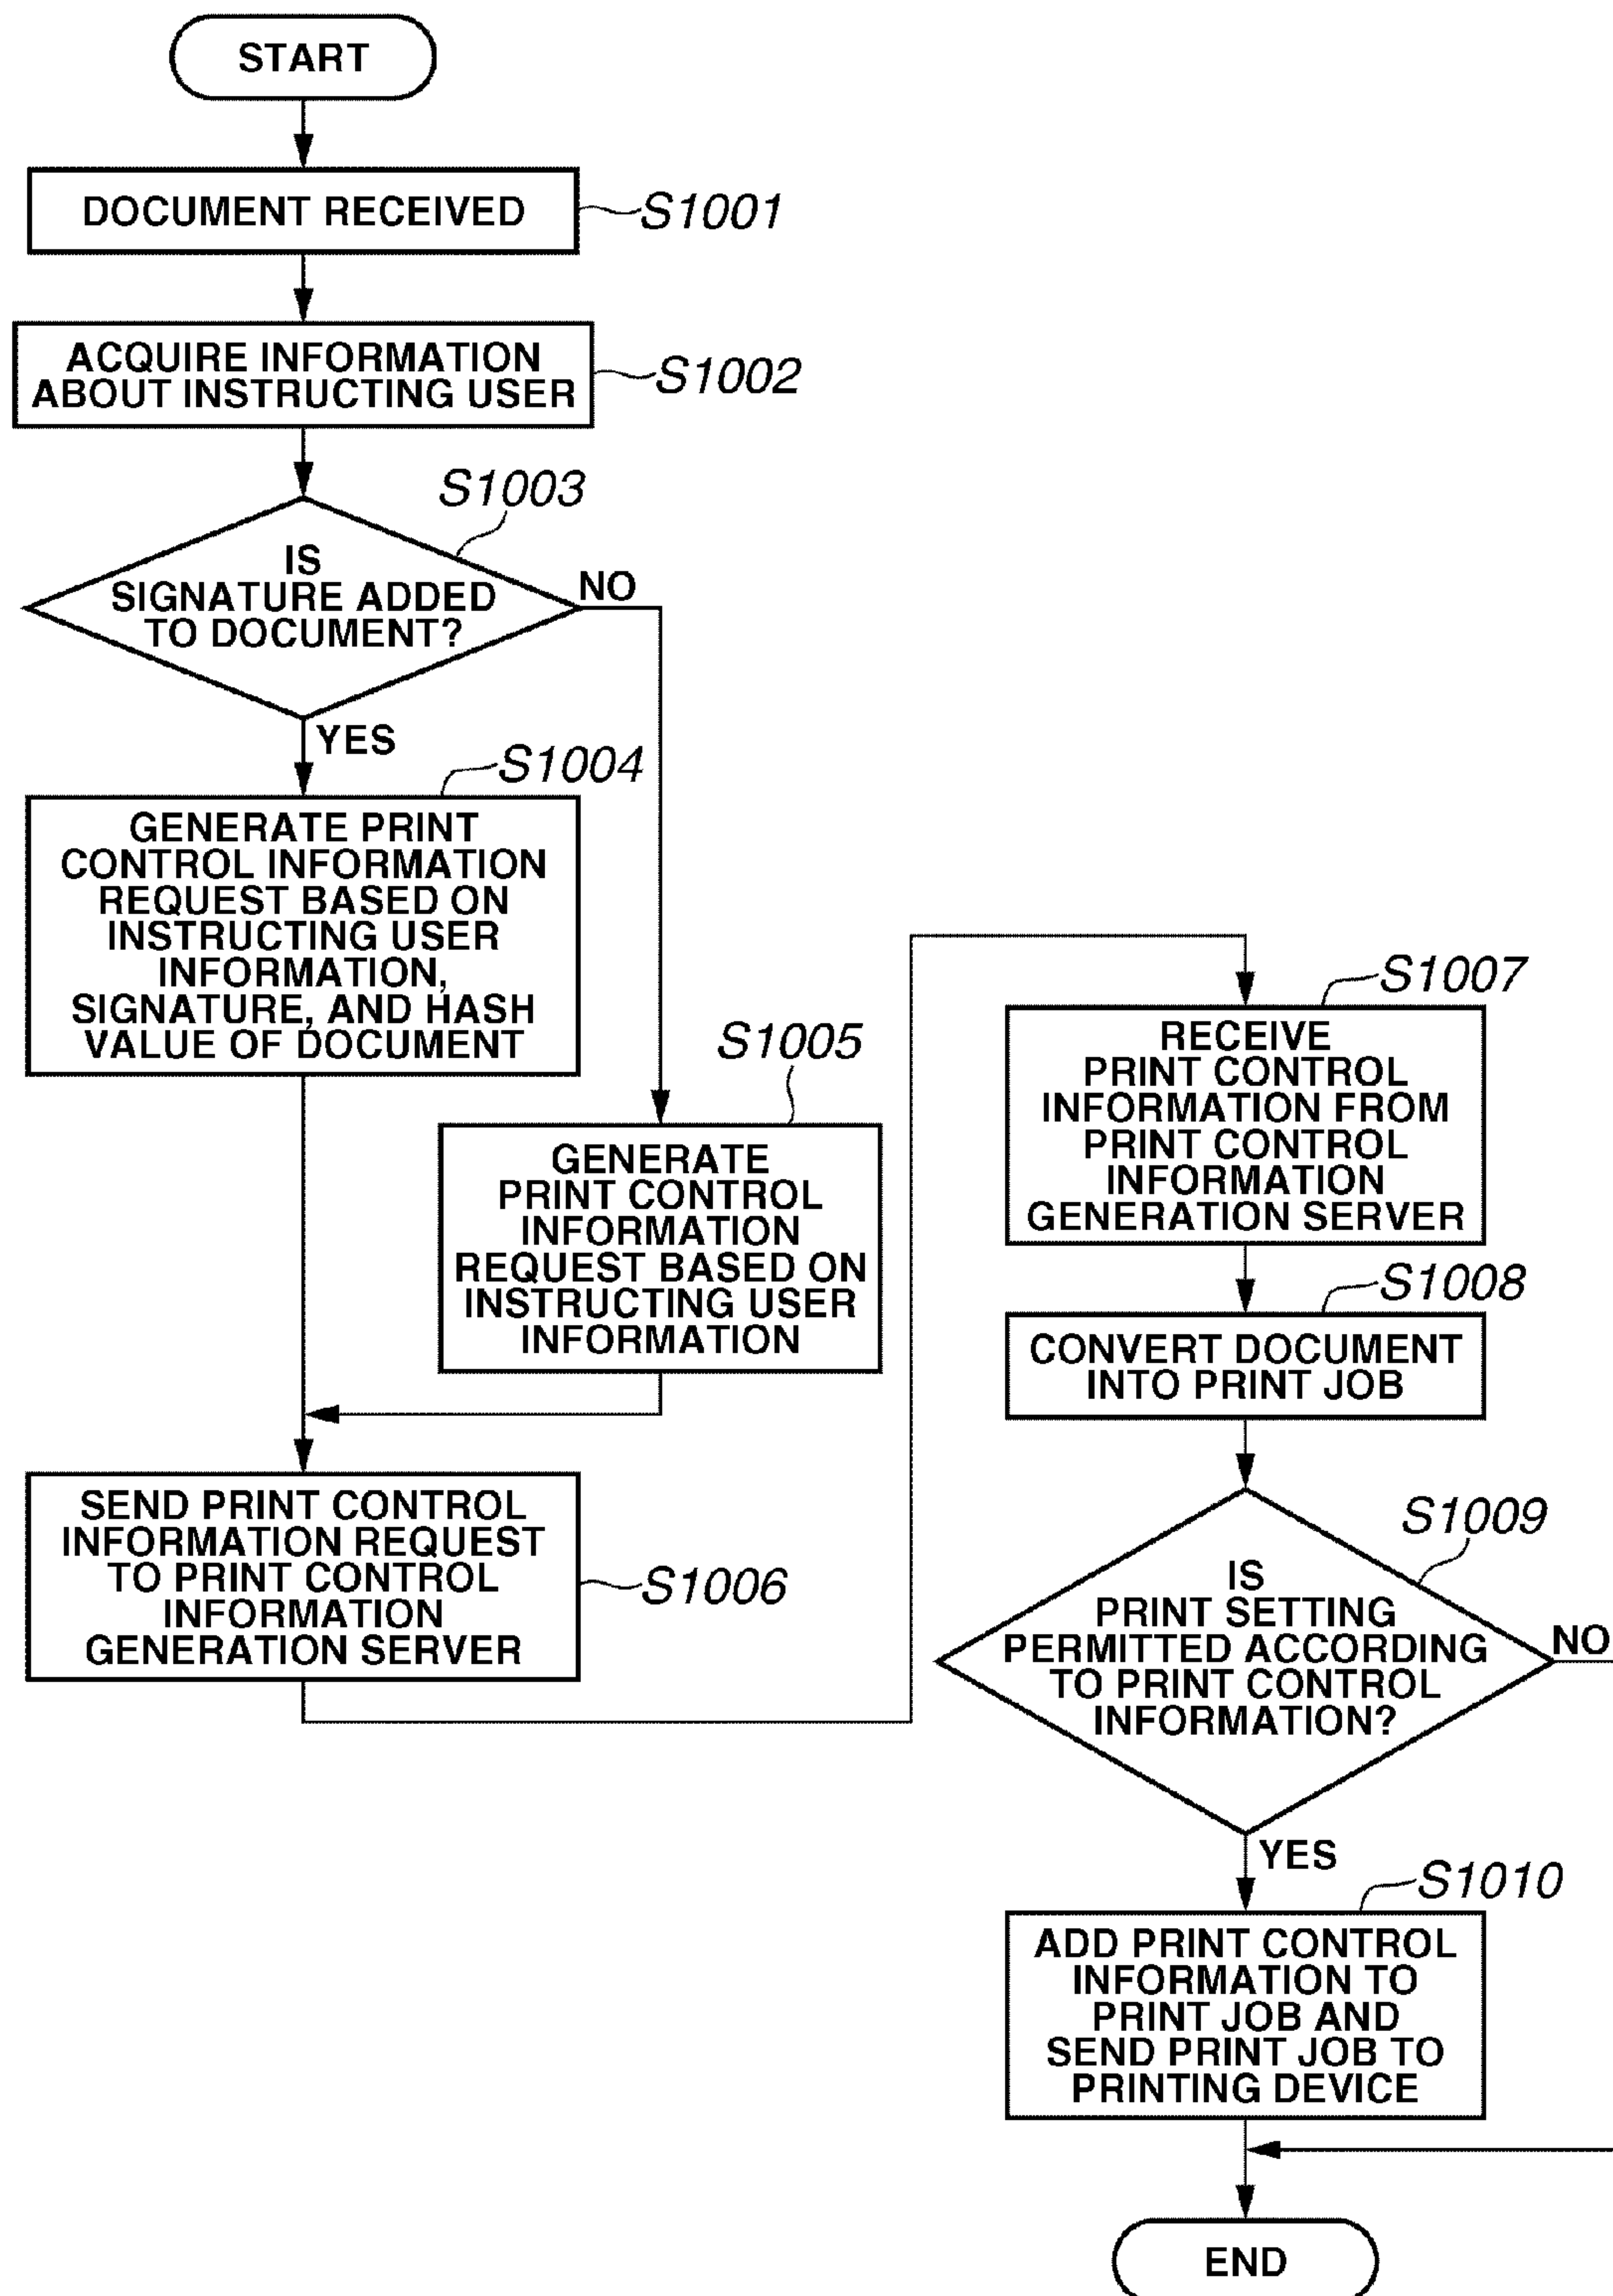 START
DOCUMENT RECEIVED
S1001
ACQUIRE INFORMATION
ABOUT INSTRUCTING USER
S1002
S1003
IS
SIGNATURE ADDED
TO DOCUMENT?
NO
YES
S1004
GENERATE PRINT
CONTROL INFORMATION
REQUEST BASED ON
INSTRUCTING USER
INFORMATION,
SIGNATURE, AND HASH
VALUE OF DOCUMENT
S1005
GENERATE
PRINT CONTROL
INFORMATION
REQUEST BASED ON
INSTRUCTING USER
INFORMATION
SEND PRINT CONTROL
INFORMATION REQUEST
TO PRINT CONTROL
INFORMATION
GENERATION SERVER
S1006
S1007
RECEIVE
PRINT CONTROL
INFORMATION FROM
PRINT CONTROL
INFORMATION
GENERATION SERVER
S1008
CONVERT DOCUMENT
INTO PRINT JOB
S1009
IS
PRINT SETTING
PERMITTED ACCORDING
TO PRINT CONTROL
INFORMATION?
NO
YES
S1010
ADD PRINT CONTROL
INFORMATION TO
PRINT JOB AND
SEND PRINT JOB TO
PRINTING DEVICE
END